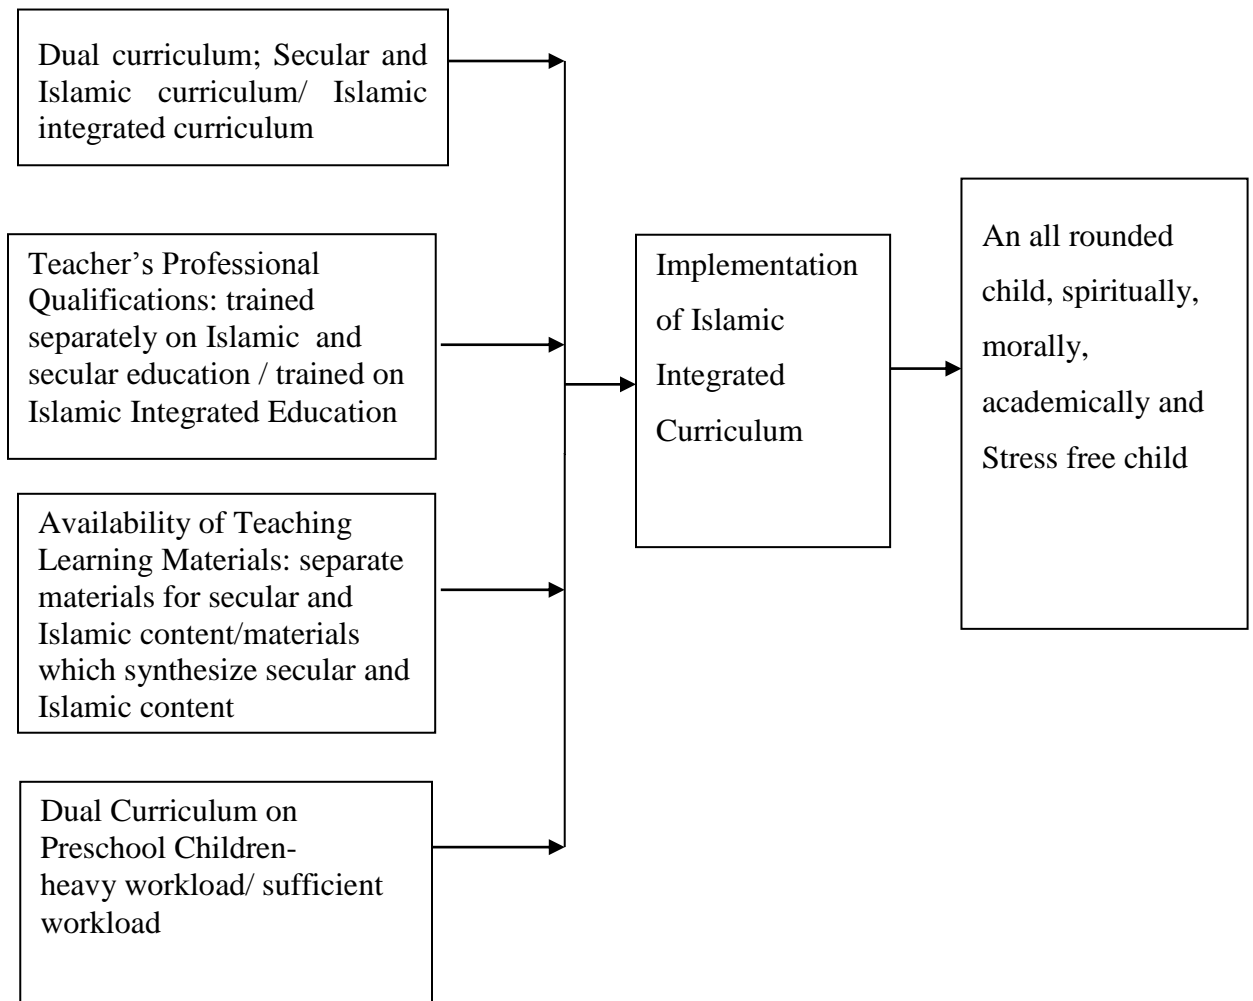 Dual curriculum; Secular and
Islamic curriculum/ Islamic
integrated curriculum
Teacher’s Professional
Qualifications: trained
separately on Islamic and
secular education / trained on
Islamic Integrated Education
Availability of Teaching
Learning Materials: separate
materials for secular and
Islamic content/materials
which synthesize secular and
Islamic content
Dual Curriculum on
Preschool Children-
heavy workload/ sufficient
workload
Implementation
of Islamic
Integrated
Curriculum
An all rounded
child, spiritually,
morally,
academically and
Stress free child